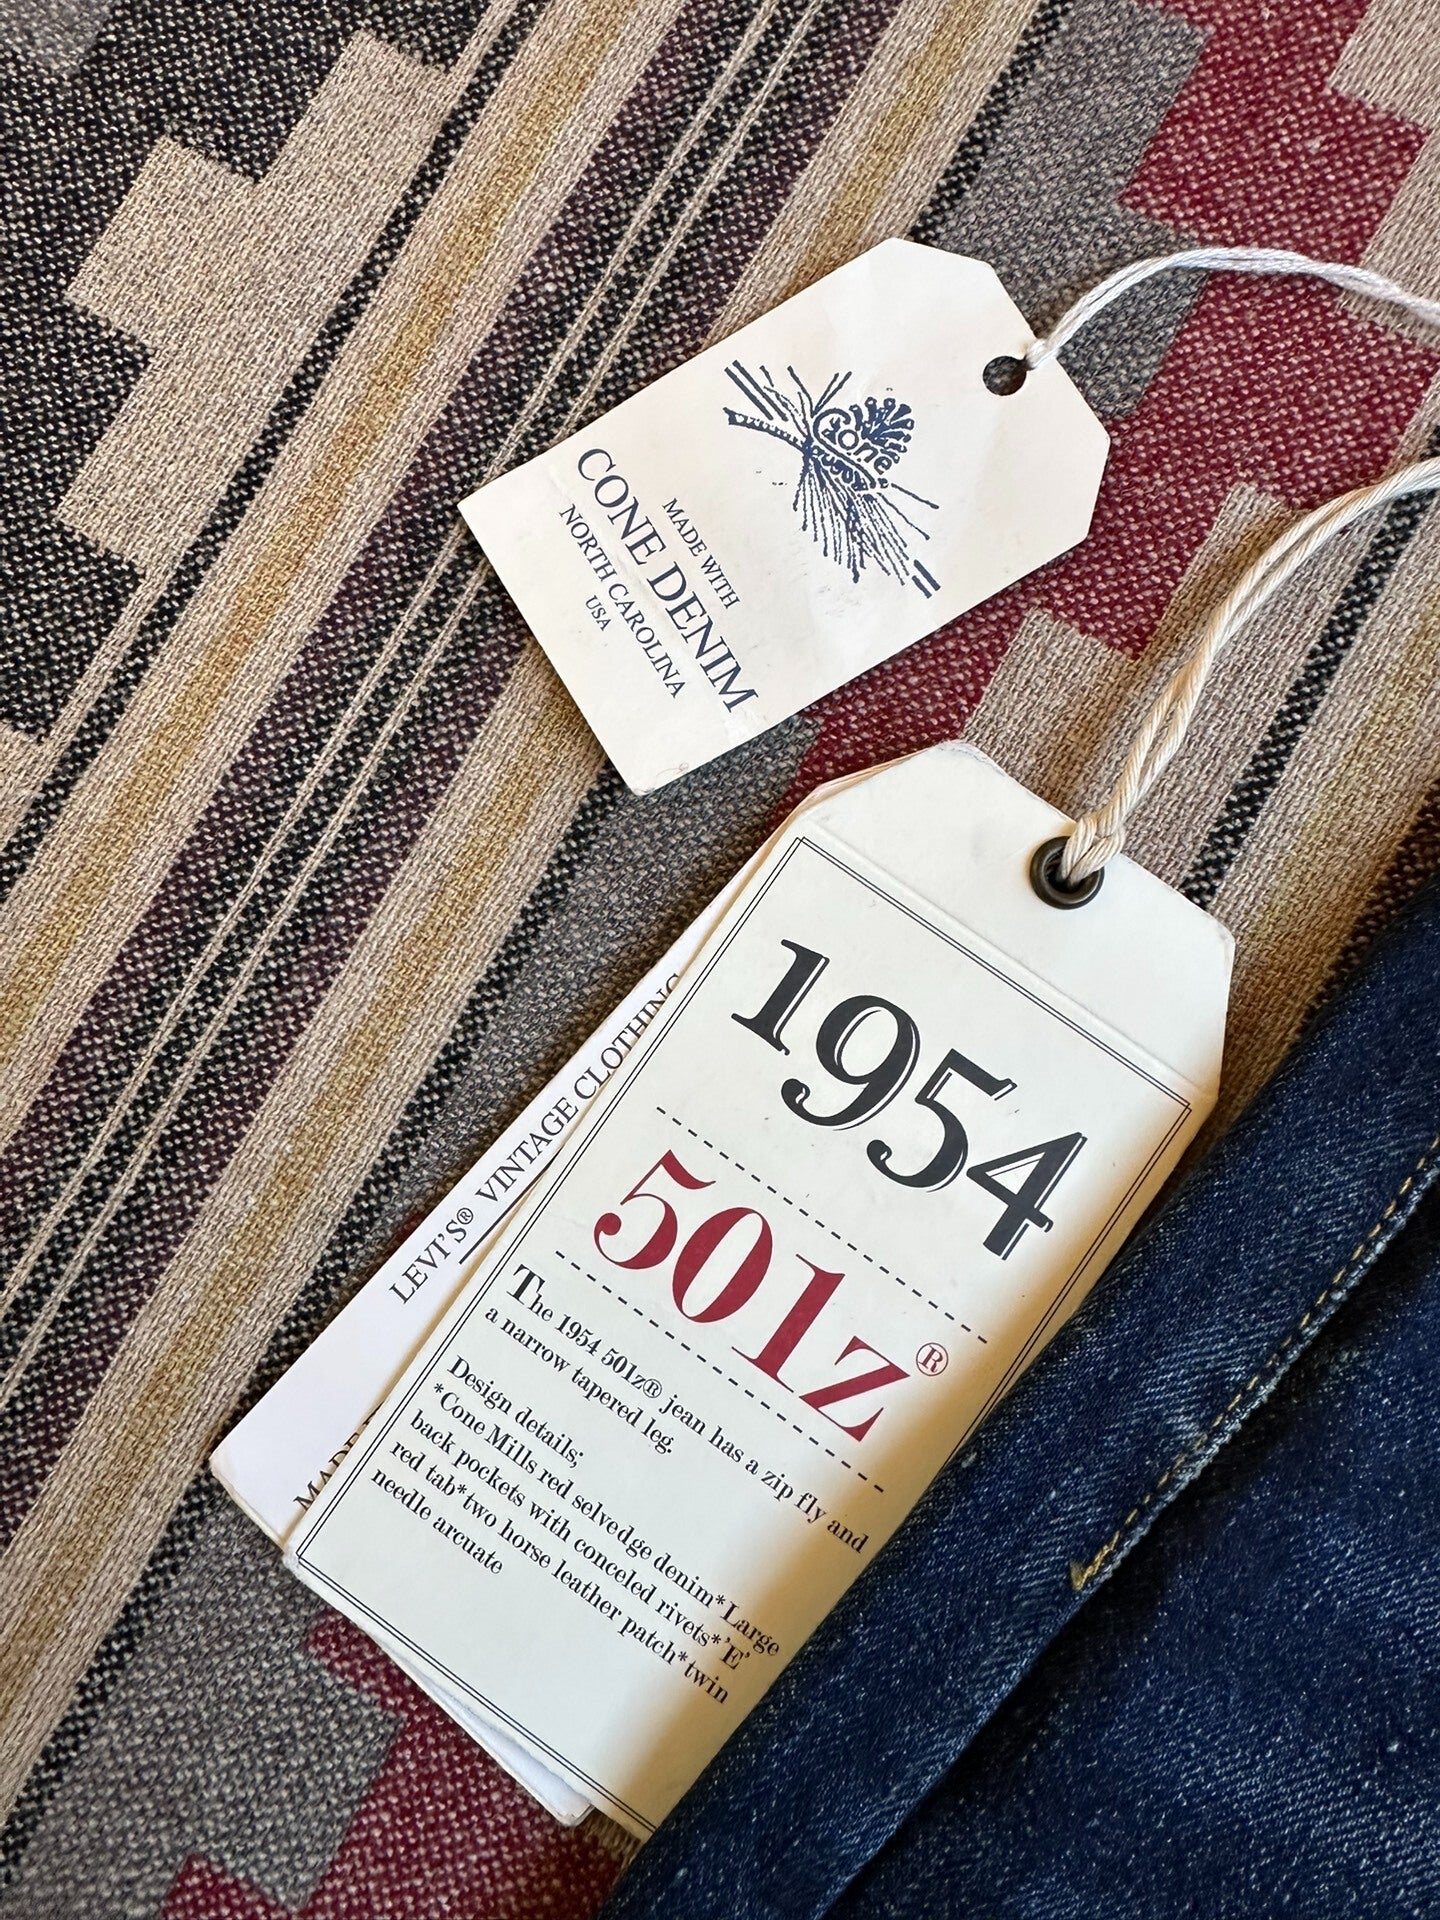 Cone
MADE WITH
CONE DENIM
NORTH CAROLINA
USA
LEVI'S® VINTAGE CLOTHING
1954
501z®
The 1954 501z® jean has a zip fly and
a narrow tapered leg.
Design details;
*Cone Mills red selvedge denim*Large
back pockets with conceled rivets*'E'
red tab*two horse leather patch*twin
needle arcuate